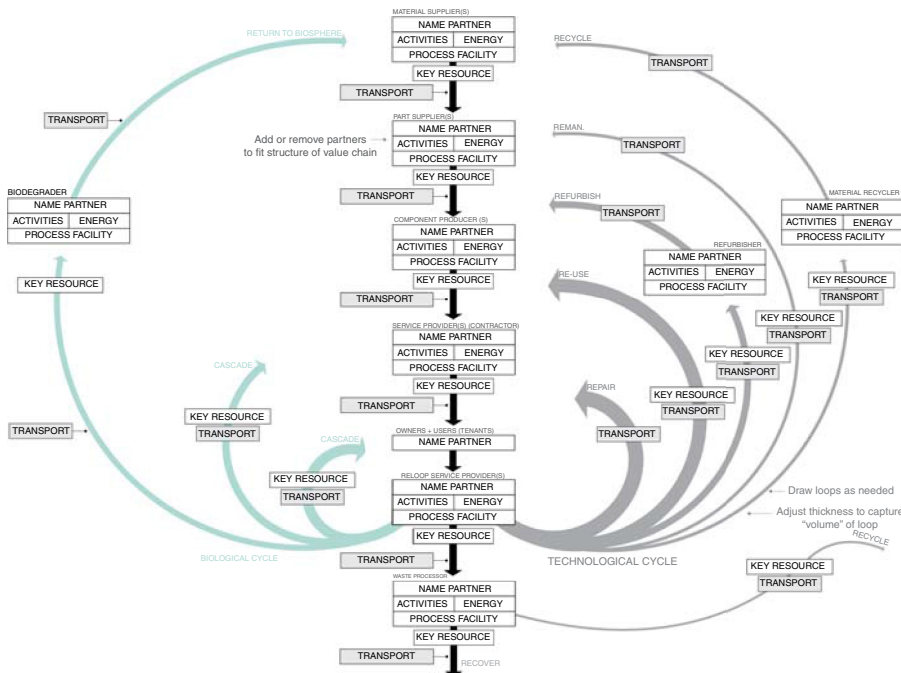 MATERIAL SUPPLIER(S)
NAME PARTNER
ACTIVITIES ENERGY
PROCESS FACILITY
KEY RESOURCE
TRANSPORT
PART SUPPLIER(S)
NAME PARTNER
ACTIVITIES ENERGY
PROCESS FACILITY
KEY RESOURCE
TRANSPORT
COMPONENT PRODUCER (S)
NAME PARTNER
ACTIVITIES ENERGY
PROCESS FACILITY
KEY RESOURCE
TRANSPORT
SERVICE PROVIDER(S) (CONTRACTOR)
NAME PARTNER
ACTIVITIES ENERGY
PROCESS FACILITY
KEY RESOURCE
TRANSPORT
OWNERS + USERS (TENANTS)
NAME PARTNER
RELOOP SERVICE PROVIDER(S)
NAME PARTNER
ACTIVITIES ENERGY
PROCESS FACILITY
KEY RESOURCE
TRANSPORT
WASTE PROCESSOR
NAME PARTNER
ACTIVITIES ENERGY
PROCESS FACILITY
KEY RESOURCE
TRANSPORT
RECOVER
Add or remove partners
to fit structure of value chain
RETURN TO BIOSPHERE
TRANSPORT
BIODEGRADER
NAME PARTNER
ACTIVITIES ENERGY
PROCESS FACILITY
KEY RESOURCE
TRANSPORT
CASCADE
KEY RESOURCE
TRANSPORT
CASCADE
KEY RESOURCE
TRANSPORT
BIOLOGICAL CYCLE
RECYCLE
TRANSPORT
REMAN.
TRANSPORT
REFURBISH
TRANSPORT
MATERIAL RECYCLER
NAME PARTNER
ACTIVITIES ENERGY
PROCESS FACILITY
KEY RESOURCE
TRANSPORT
REFURBISHER
NAME PARTNER
ACTIVITIES ENERGY
PROCESS FACILITY
RE-USE
KEY RESOURCE
TRANSPORT
KEY RESOURCE
TRANSPORT
KEY RESOURCE
TRANSPORT
REPAIR
TRANSPORT
Draw loops as needed
Adjust thickness to capture
“volume” of loop
TECHNOLOGICAL CYCLE
RECYCLE
KEY RESOURCE
TRANSPORT